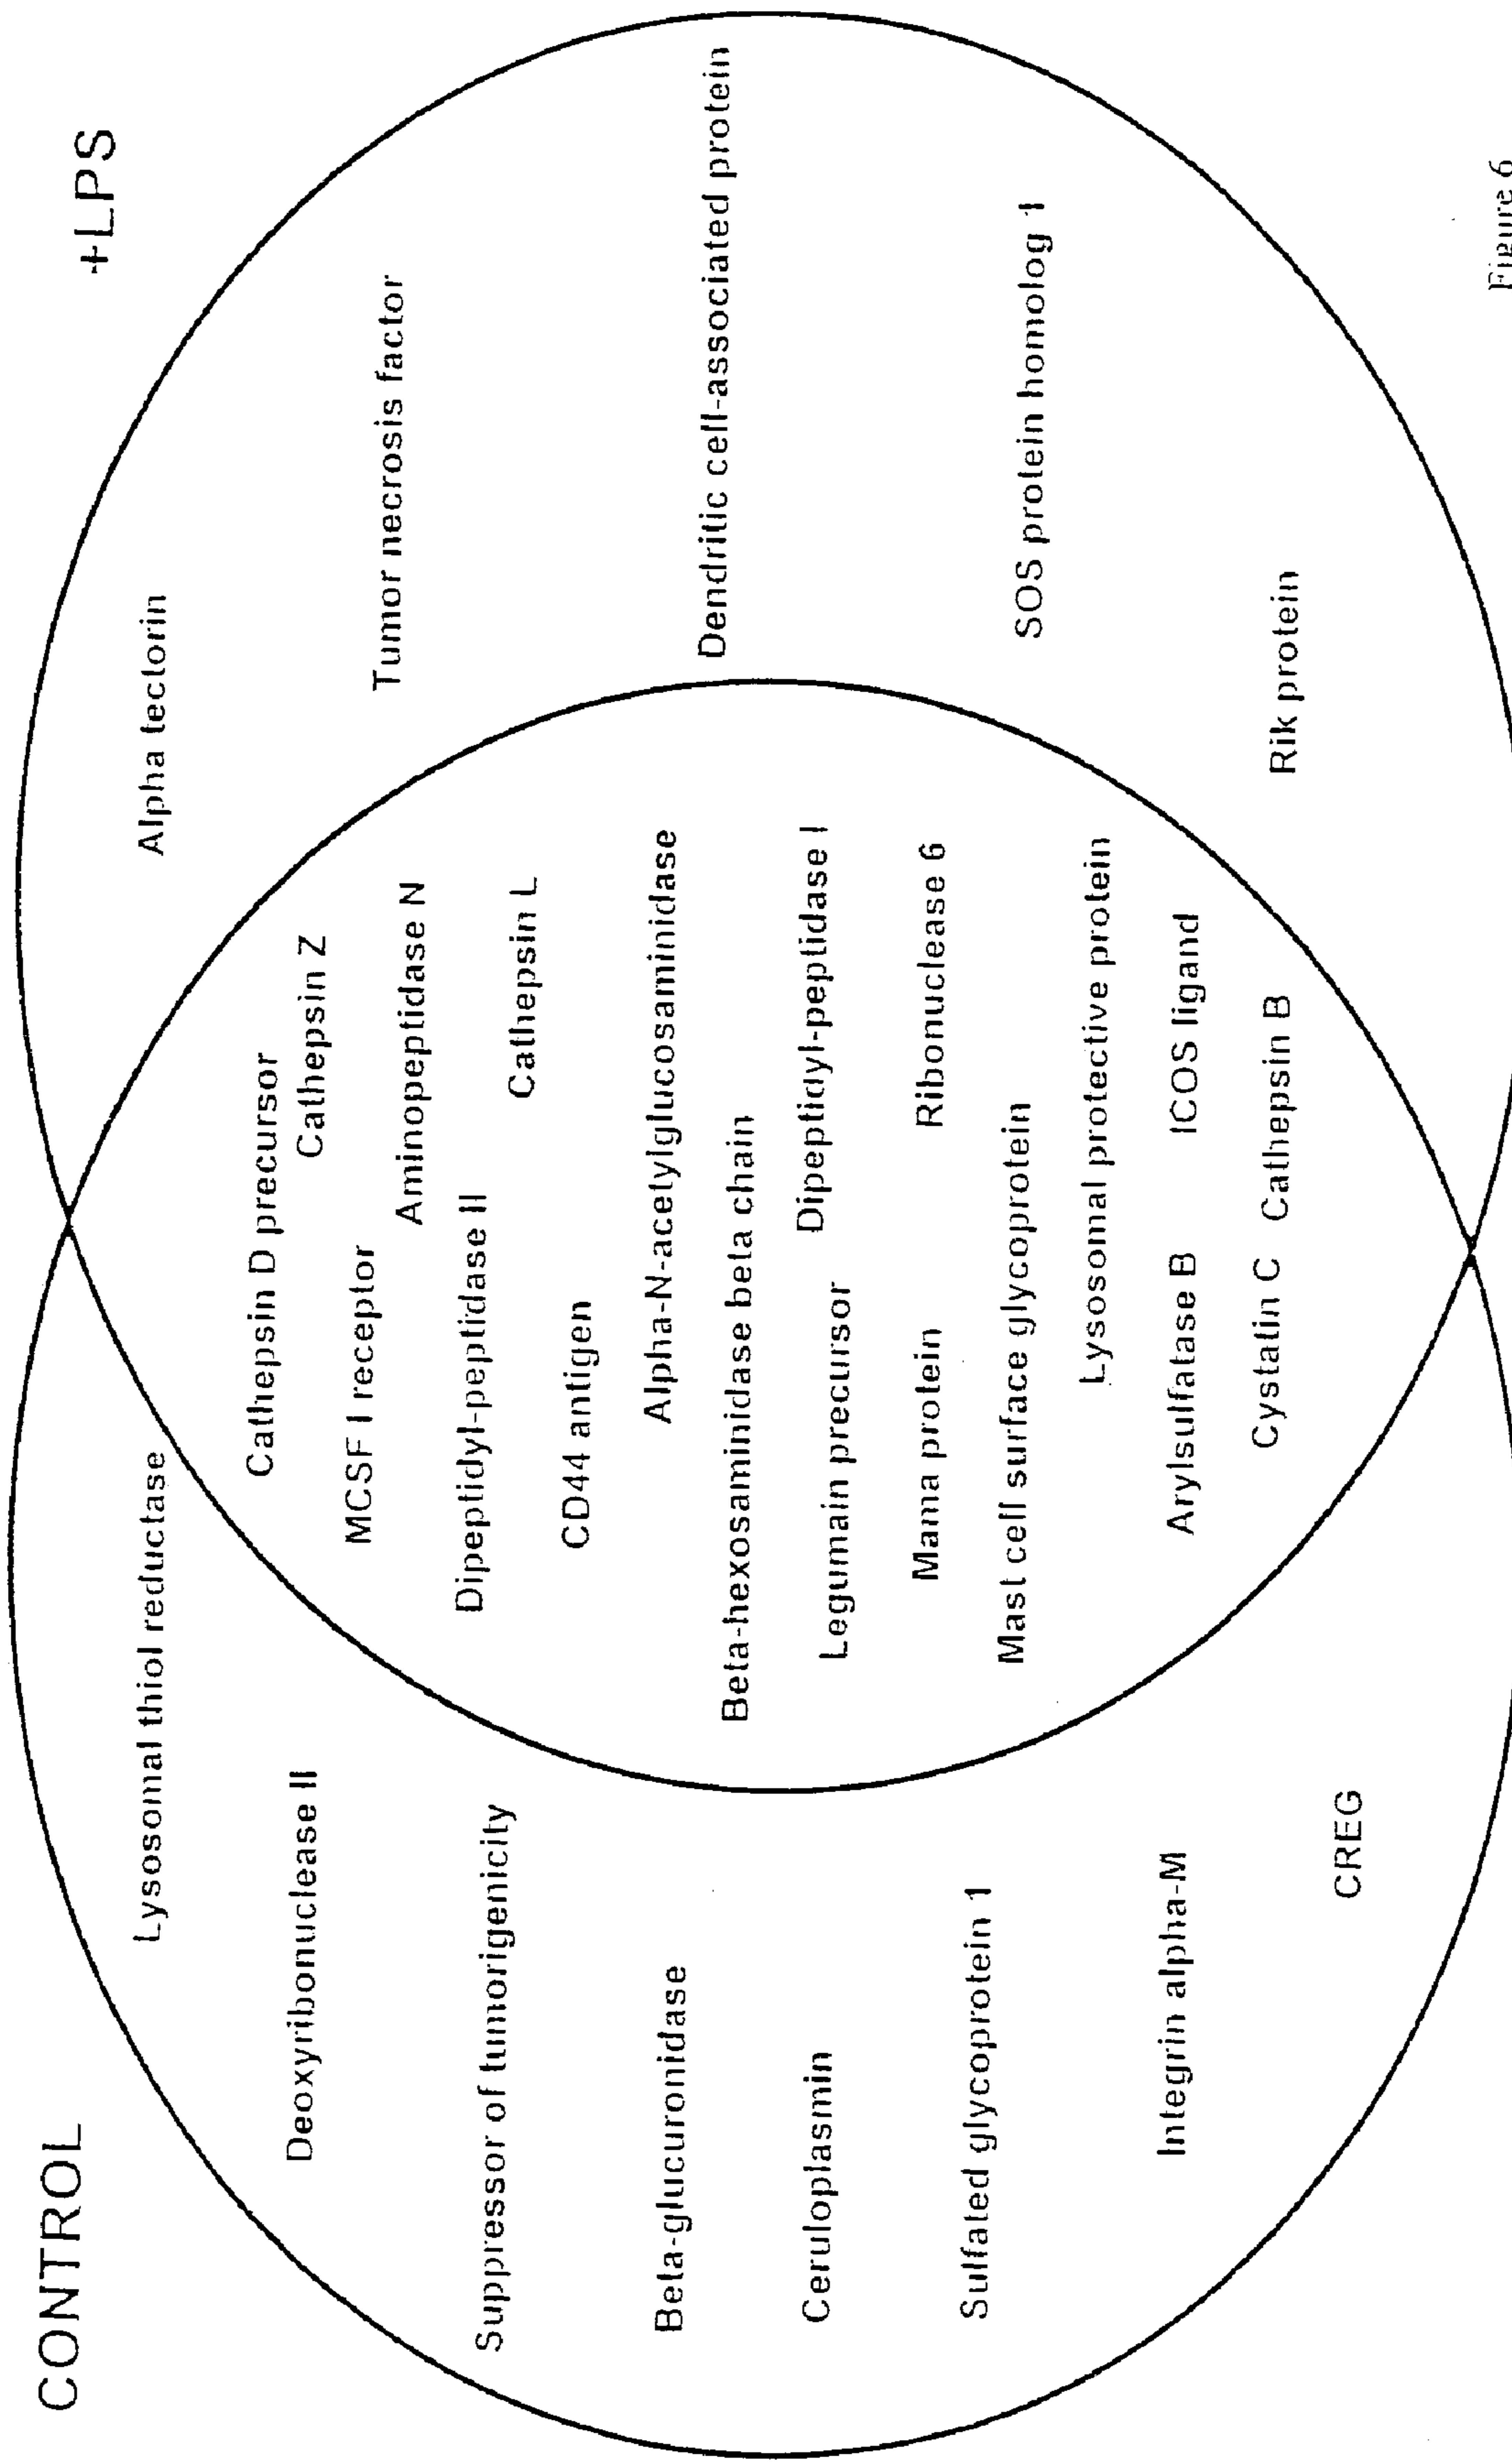 CONTROL
+LPS
Lysosomal thiol reductase
Deoxyribonuclease II
Suppressor of tumorigenicity
Beta-glucuronidase
Ceruloplasmin
Sulfated glycoprotein 1
Integrin alpha-M
CREG
Cathepsin D precursor
Cathepsin Z
MCSF I receptor
Aminopeptidase N
Dipeptidyl-peptidase II
Cathepsin L
CD44 antigen
Alpha-N-acetylglucosaminidase
Beta-hexosaminidase beta chain
Dipeptidyl-peptidase I
Legumain precursor
Ribonuclease 6
Mama protein
Mast cell surface glycoprotein
Lysosomal protective protein
Arylsulfatase B
ICOS ligand
Cystatin C
Cathepsin B
Alpha tectorin
Tumor necrosis factor
Dendritic cell-associated protein
SOS protein homolog 1
Rik protein
Figure 6